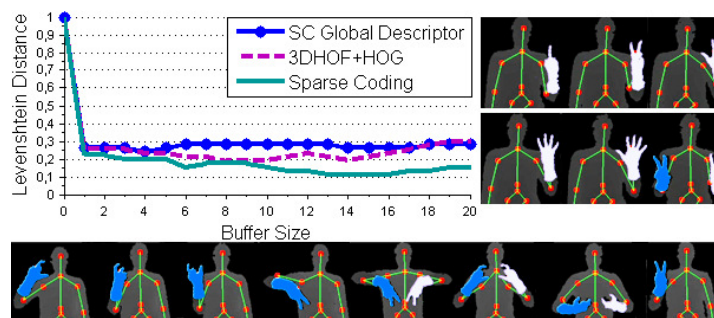 Levenshtein Distance
1
0,9
0,8
0,7
0,6
0,5
0,4
0,3
0,2
0,1
0
SC Global Descriptor
3DHOF+HOG
Sparse Coding
0 2 4 6 8 10 12 14 16 18 20
Buffer Size